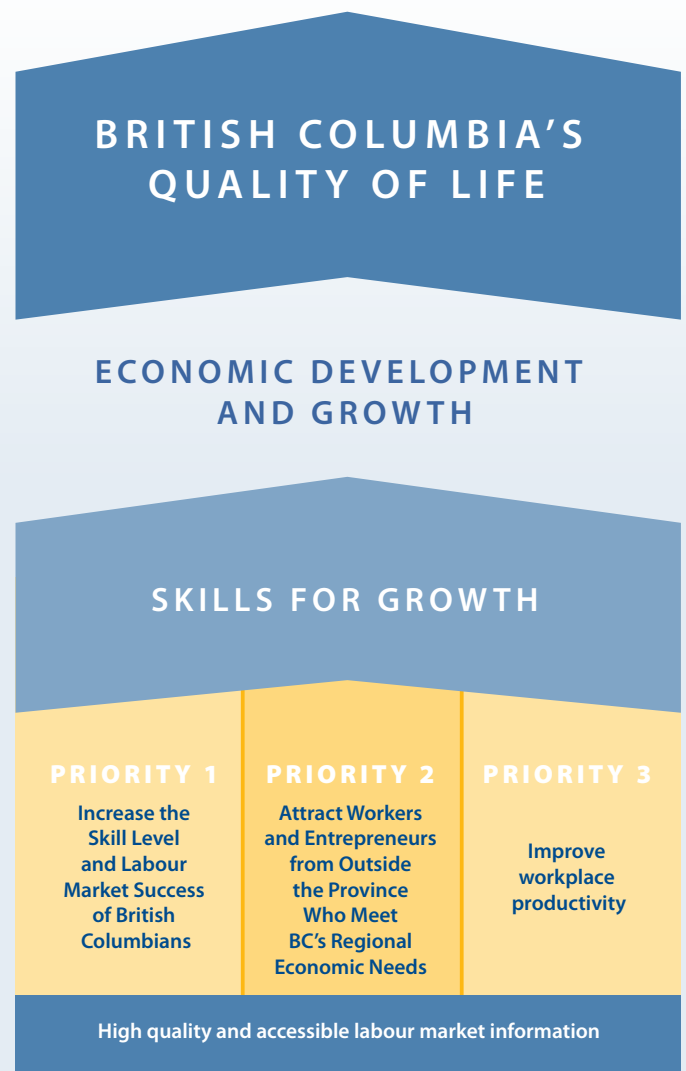 BRITISH COLUMBIA’S
QUALITY OF LIFE
ECONOMIC DEVELOPMENT
AND GROWTH
SKILLS FOR GROWTH
PRIORITY 1
Increase the
Skill Level
and Labour
Market Success
of British
Columbians
PRIORITY 2
Attract Workers
and Entrepreneurs
from Outside
the Province
Who Meet
BC’s Regional
Economic Needs
PRIORITY 3
Improve
workplace
productivity
High quality and accessible labour market information